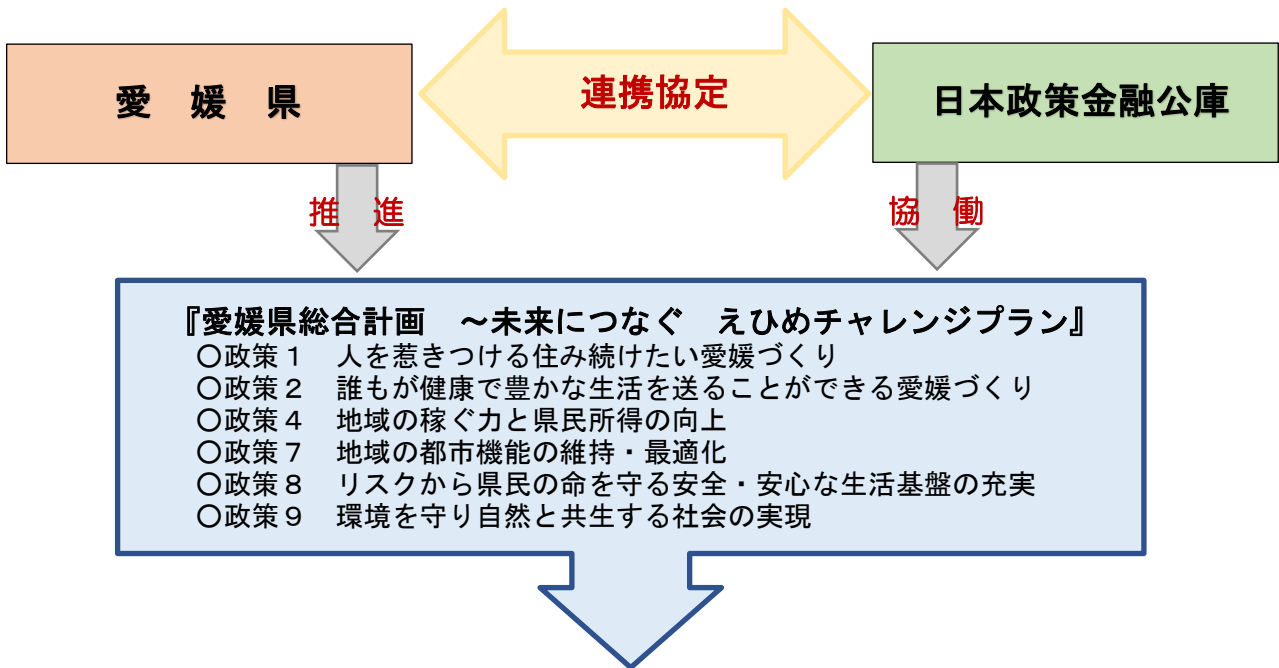 愛　媛　県
連携協定
日本政策金融公庫
推　進
協　働
『愛媛県総合計画　～未来につなぐ　えひめチャレンジプラン』
〇政策１　人を惹きつける住み続けたい愛媛づくり
〇政策２　誰もが健康で豊かな生活を送ることができる愛媛づくり
〇政策４　地域の稼ぐ力と県民所得の向上
〇政策７　地域の都市機能の維持・最適化
〇政策８　リスクから県民の命を守る安全・安心な生活基盤の充実
〇政策９　環境を守り自然と共生する社会の実現